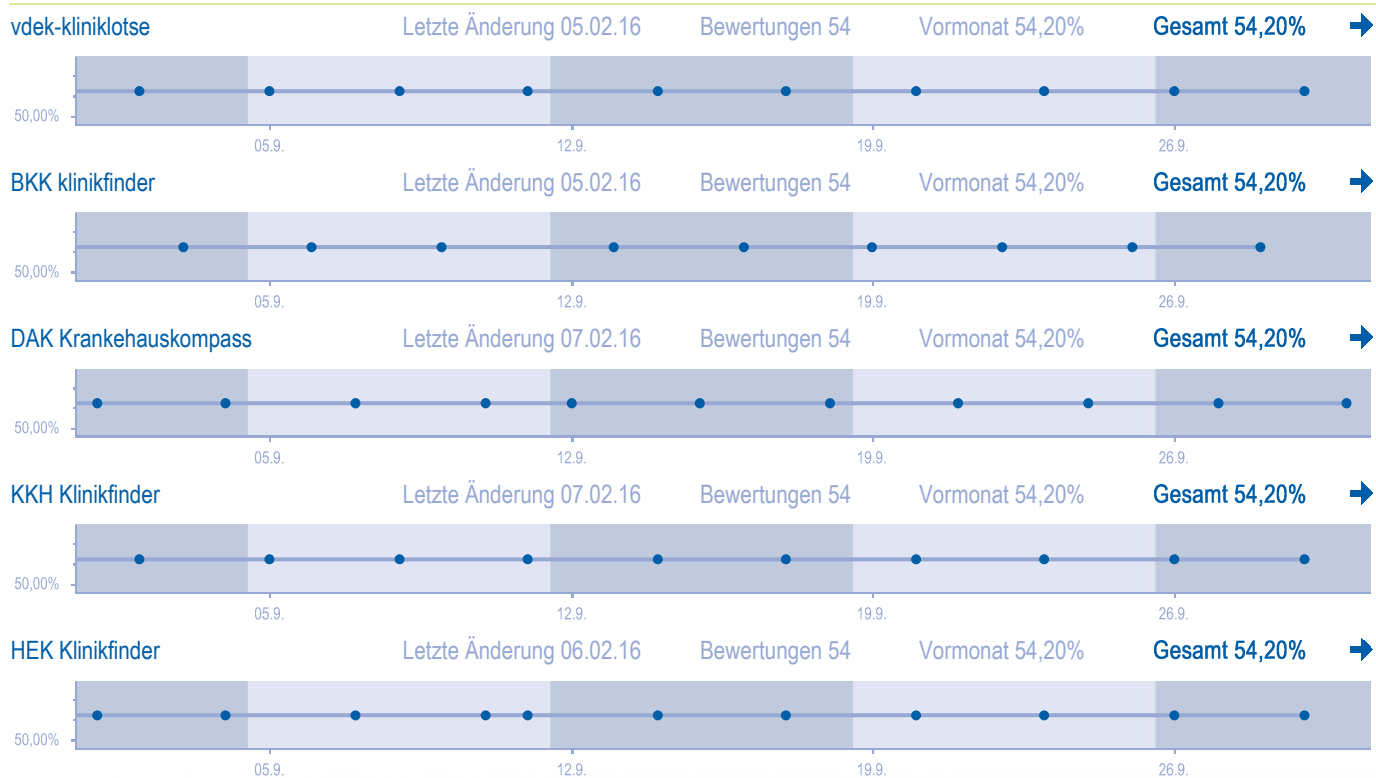 vdek-kliniklotse Letzte Änderung 05.02.16 Bewertungen 54 Vormonat 54,20% Gesamt 54,20%
50,00%
05.9. 12.9. 19.9. 26.9.
BKK klinikfinder Letzte Änderung 05.02.16 Bewertungen 54 Vormonat 54,20% Gesamt 54,20%
50,00%
05.9. 12.9. 19.9. 26.9.
DAK Krankehauskompass Letzte Änderung 07.02.16 Bewertungen 54 Vormonat 54,20% Gesamt 54,20%
50,00%
05.9. 12.9. 19.9. 26.9.
KKH Klinikfinder Letzte Änderung 07.02.16 Bewertungen 54 Vormonat 54,20% Gesamt 54,20%
50,00%
05.9. 12.9. 19.9. 26.9.
HEK Klinikfinder Letzte Änderung 06.02.16 Bewertungen 54 Vormonat 54,20% Gesamt 54,20%
50,00%
05.9. 12.9. 19.9. 26.9.